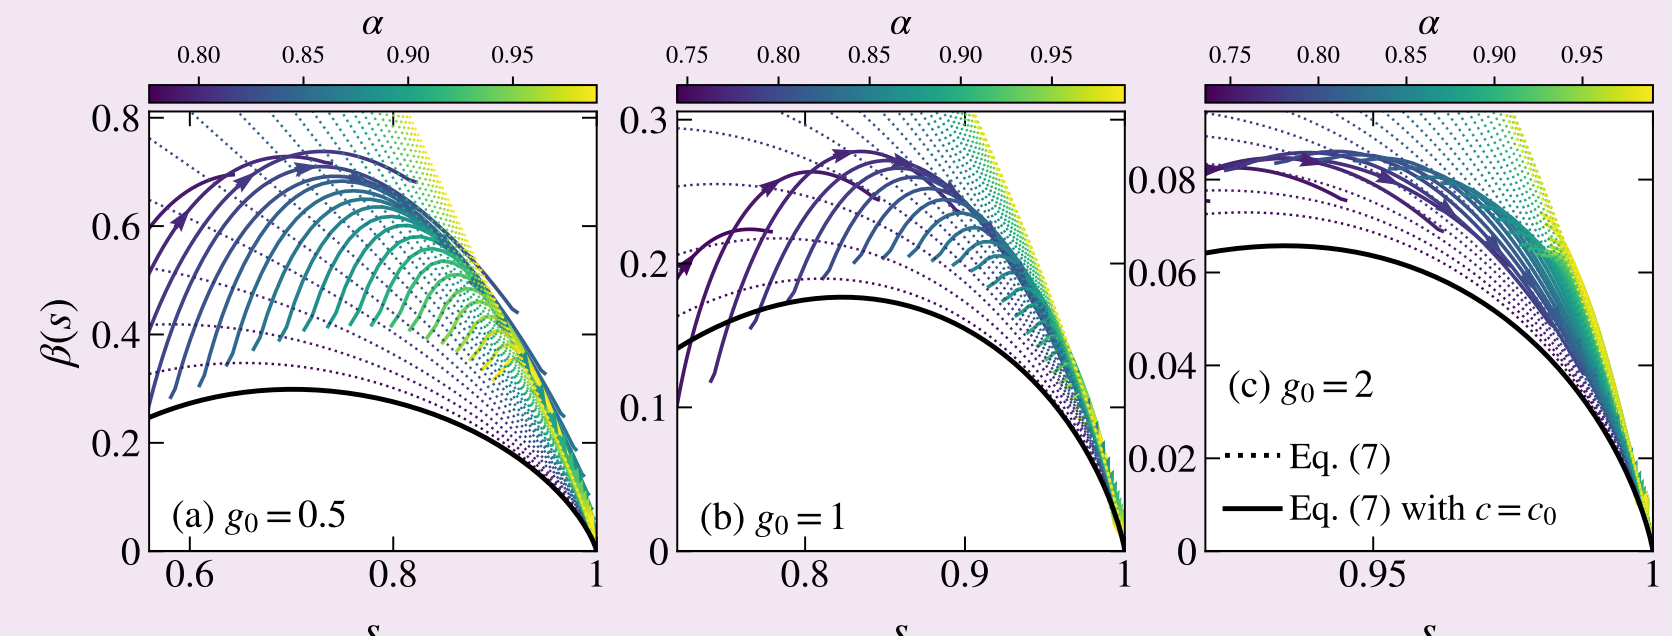 α α α
0.80 0.85 0.90 0.95 0.75 0.80 0.85 0.90 0.95 0.75 0.80 0.85 0.90 0.95
0.8
0.6
0.4
0.2
0
β(s)
(a) g₀ = 0.5
0.6 0.8 1
s
0.3
0.2
0.1
0
(b) g₀ = 1
0.8 0.9 1
s
0.08
0.06
0.04
0.02
0
(c) g₀ = 2
Eq. (7)
Eq. (7) with c = c₀
0.95 1
s